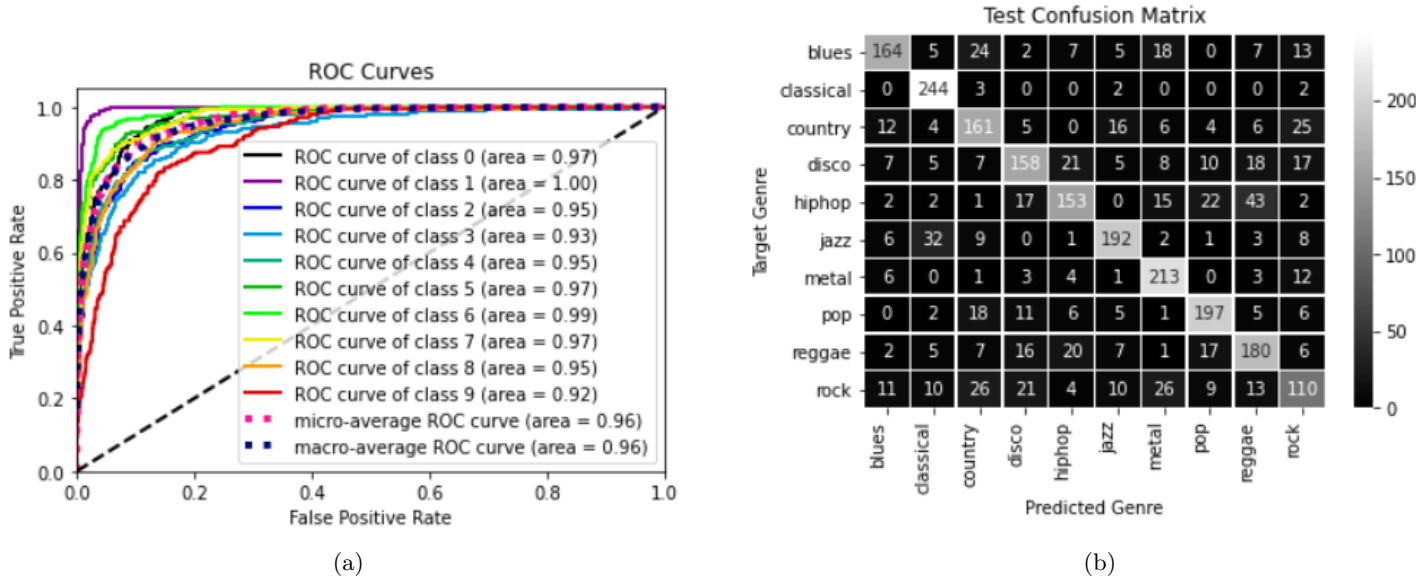 ROC Curves
1.0
0.8
0.6
0.4
0.2
0.0
True Positive Rate
ROC curve of class 0 (area = 0.97)
ROC curve of class 1 (area = 1.00)
ROC curve of class 2 (area = 0.95)
ROC curve of class 3 (area = 0.93)
ROC curve of class 4 (area = 0.95)
ROC curve of class 5 (area = 0.97)
ROC curve of class 6 (area = 0.99)
ROC curve of class 7 (area = 0.97)
ROC curve of class 8 (area = 0.95)
ROC curve of class 9 (area = 0.92)
micro-average ROC curve (area = 0.96)
macro-average ROC curve (area = 0.96)
0.0 0.2 0.4 0.6 0.8 1.0
False Positive Rate
(a)
Test Confusion Matrix
Target Genre
blues 164 5 24 2 7 5 18 0 7 13
classical 0 244 3 0 0 2 0 0 0 2
country 12 4 161 5 0 16 6 4 6 25
disco 7 5 7 158 21 5 8 10 18 17
hiphop 2 2 1 17 153 0 15 22 43 2
jazz 6 32 9 0 1 192 2 1 3 8
metal 6 0 1 3 4 1 213 0 3 12
pop 0 2 18 11 6 5 1 197 5 6
reggae 2 5 7 16 20 7 1 17 180 6
rock 11 10 26 21 4 10 26 9 13 110
blues classical country disco hiphop jazz metal pop reggae rock
Predicted Genre
200
150
100
50
0
(b)